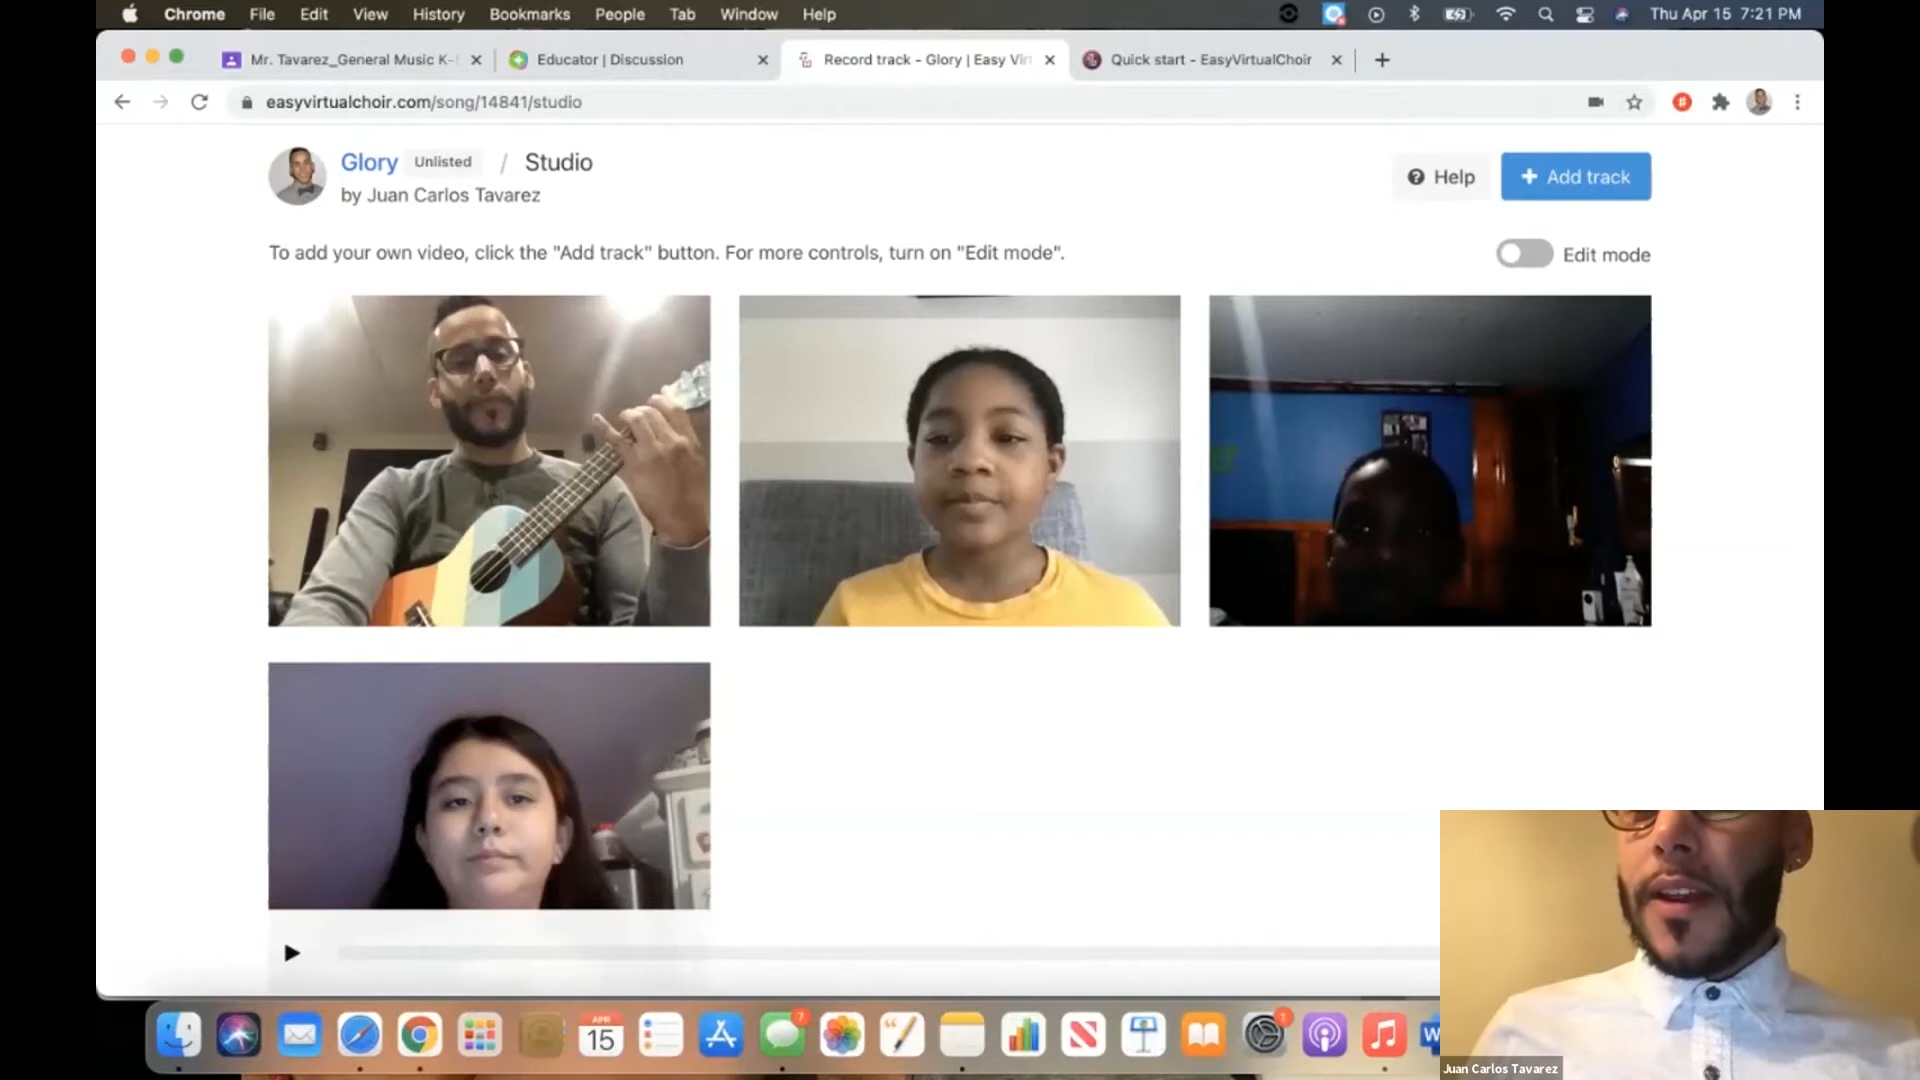 Chrome File Edit View History Bookmarks People Tab Window Help Thu Apr 15 7:21 PM
Mr. Tavarez_General Music K- Educator | Discussion Record track - Glory | Easy Vir Quick start - EasyVirtualChoir
easyvirtualchoir.com/song/14841/studio
Glory Unlisted / Studio
by Juan Carlos Tavarez
Help
+ Add track
To add your own video, click the "Add track" button. For more controls, turn on "Edit mode".
Edit mode
7
APR
15
1
W
Juan Carlos Tavarez